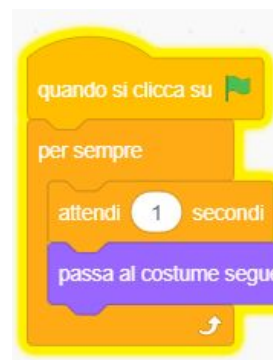 quando si clicca su
per sempre
attendi 1 secondi
passa al costume segue